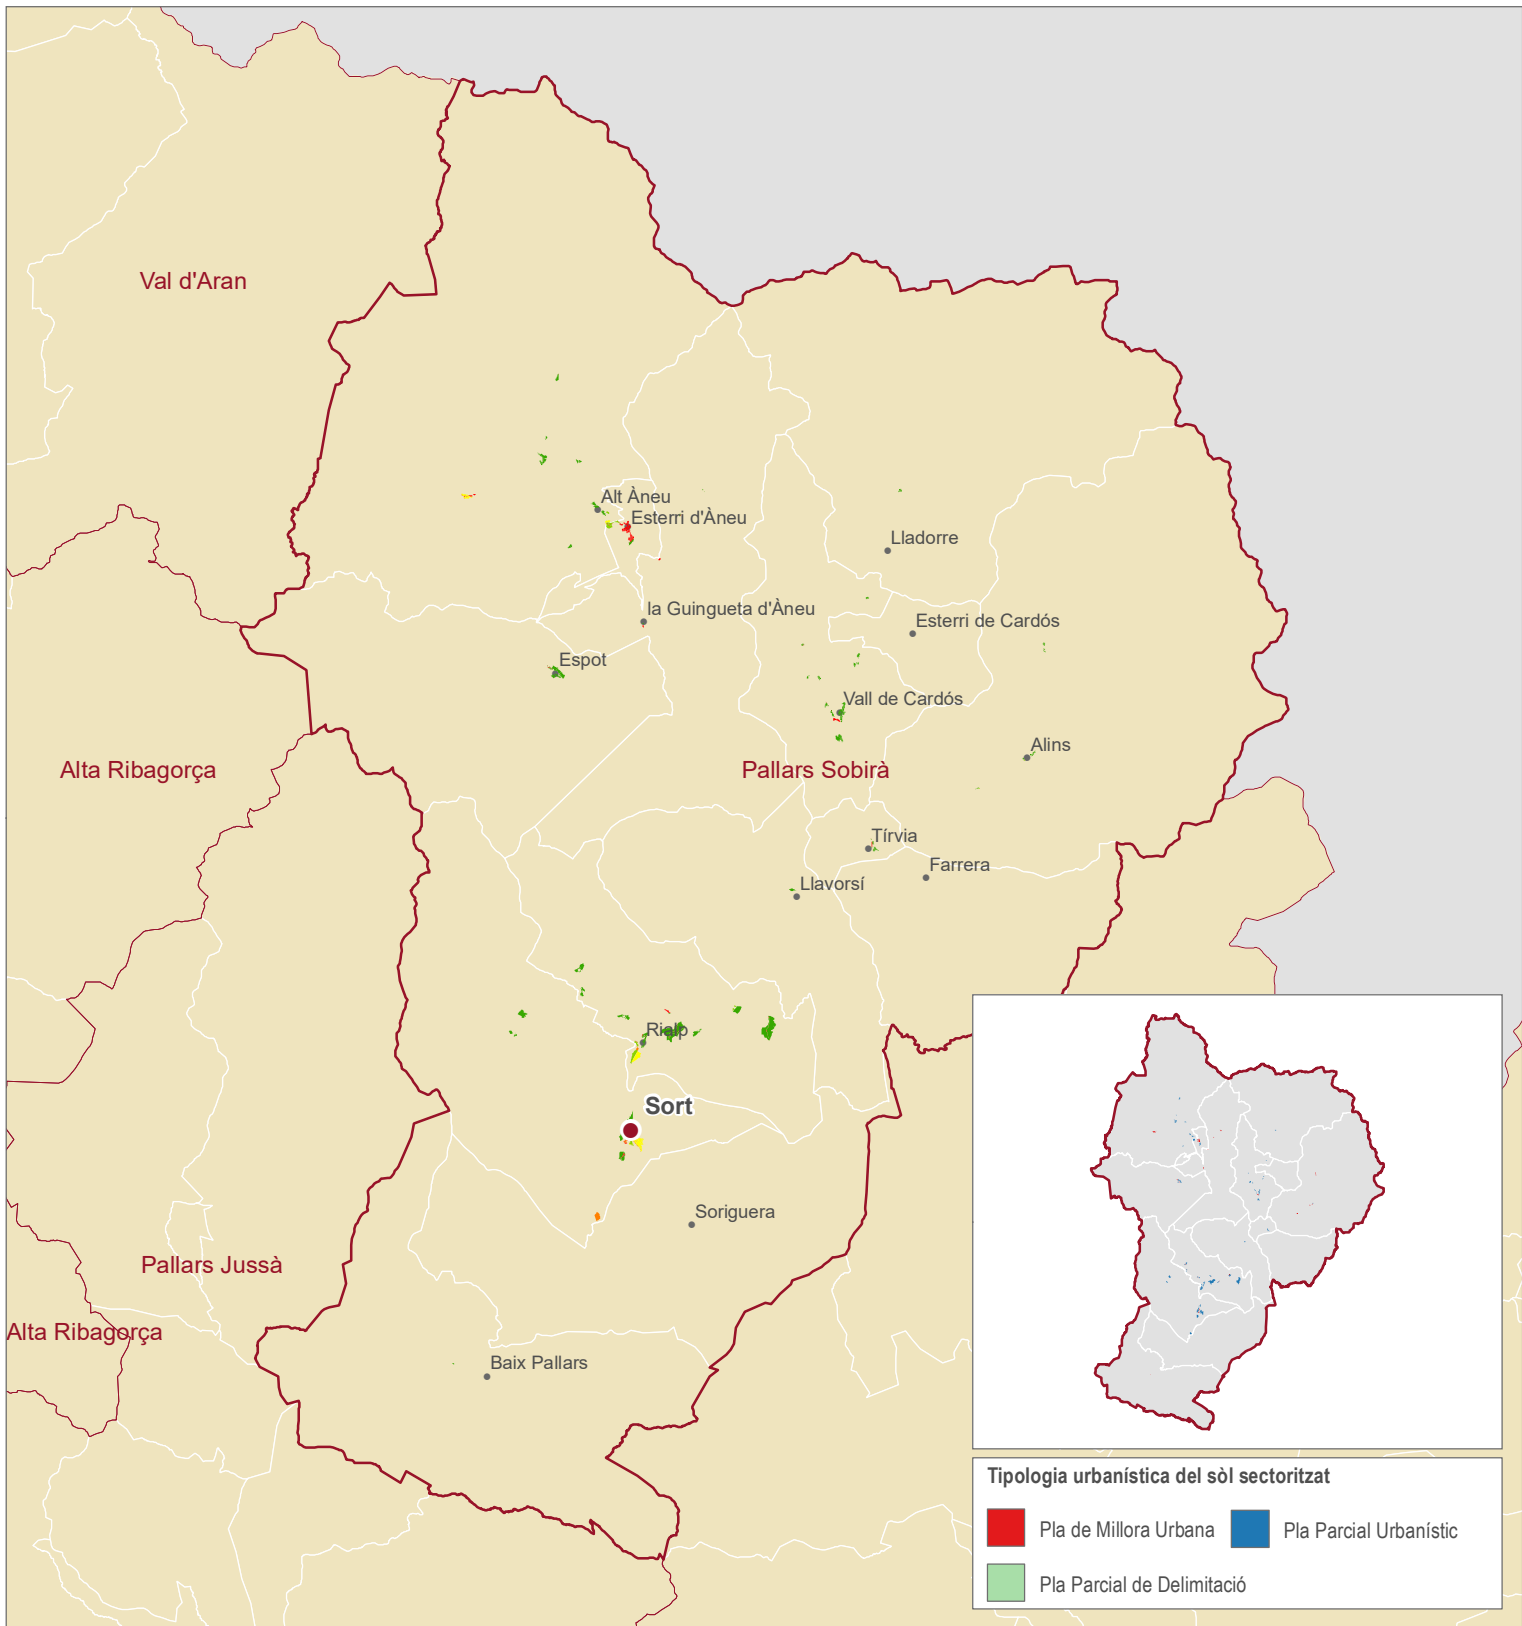 Val d'Aran
Alt Àneu
Esterri d'Àneu
Lladorre
la Guingueta d'Àneu
Esterri de Cardós
Espot
Vall de Cardós
Alins
Alta Ribagorça
Pallars Sobirà
Tírvia
Farrera
Llavorsí
Rialp
Sort
Soriguera
Pallars Jussà
Alta Ribagorça
Baix Pallars
Tipologia urbanística del sòl sectoritzat
Pla de Millora Urbana
Pla Parcial Urbanístic
Pla Parcial de Delimitació